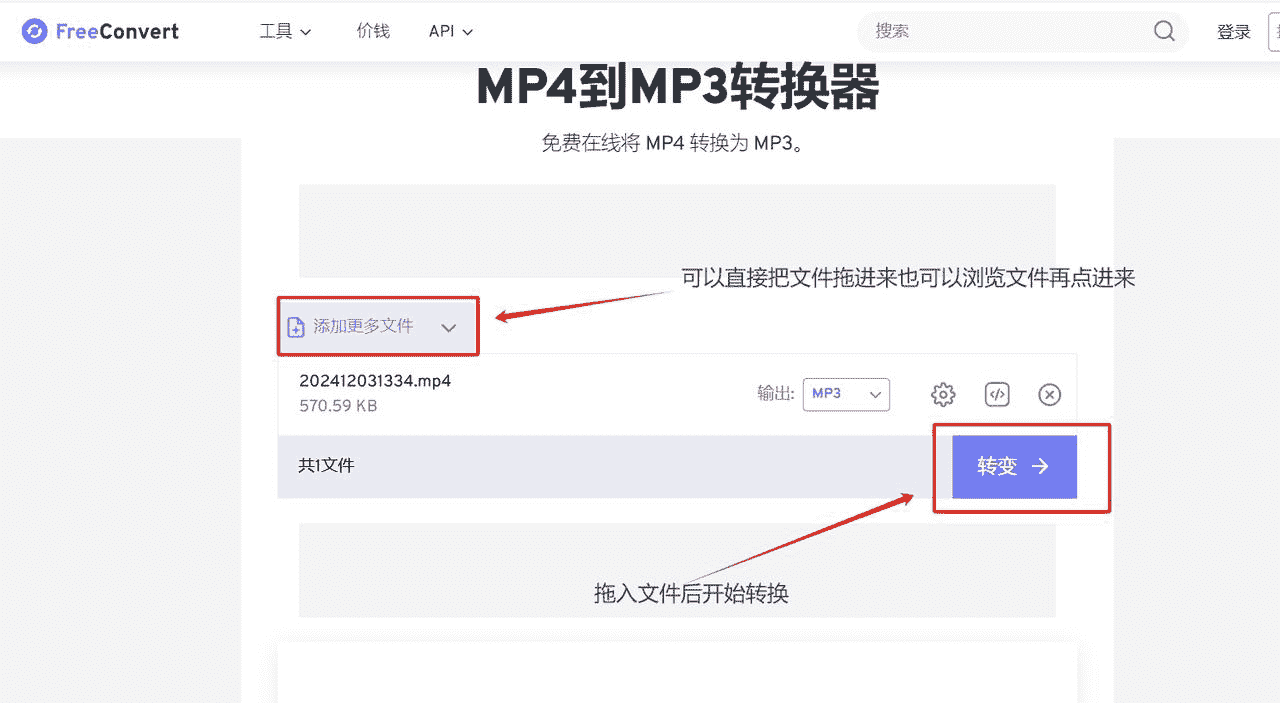 FreeConvert 工具 价钱 API 搜索 登录
MP4到MP3转换器
免费在线将 MP4 转换为 MP3。
可以直接把文件拖进来也可以浏览文件再点进来
添加更多文件
202412031334.mp4
输出: MP3
570.59 KB
共1文件
转变
拖入文件后开始转换